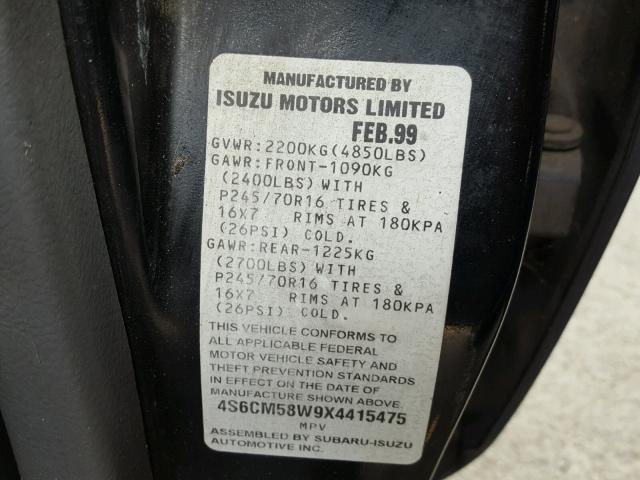 MANUFACTURED BY
ISUZU MOTORS LIMITED
FEB.99
GVWR:2200KG(4850LBS)
GAWR:FRONT-1090KG
(2400LBS) WITH
P245/70R16 TIRES &
16X7 RIMS AT 180KPA
(26PSI) COLD.
GAWR:REAR-1225KG
(2700LBS) WITH
P245/70R16 TIRES &
16X7 RIMS AT 180KPA
(26PSI) COLD.
THIS VEHICLE CONFORMS TO
ALL APPLICABLE FEDERAL
MOTOR VEHICLE SAFETY AND
THEFT PREVENTION STANDARDS
IN EFFECT ON THE DATE OF
MANUFACTURE SHOWN ABOVE.
4S6CM58W9X4415475
MPV
ASSEMBLED BY SUBARU-ISUZU
AUTOMOTIVE INC.